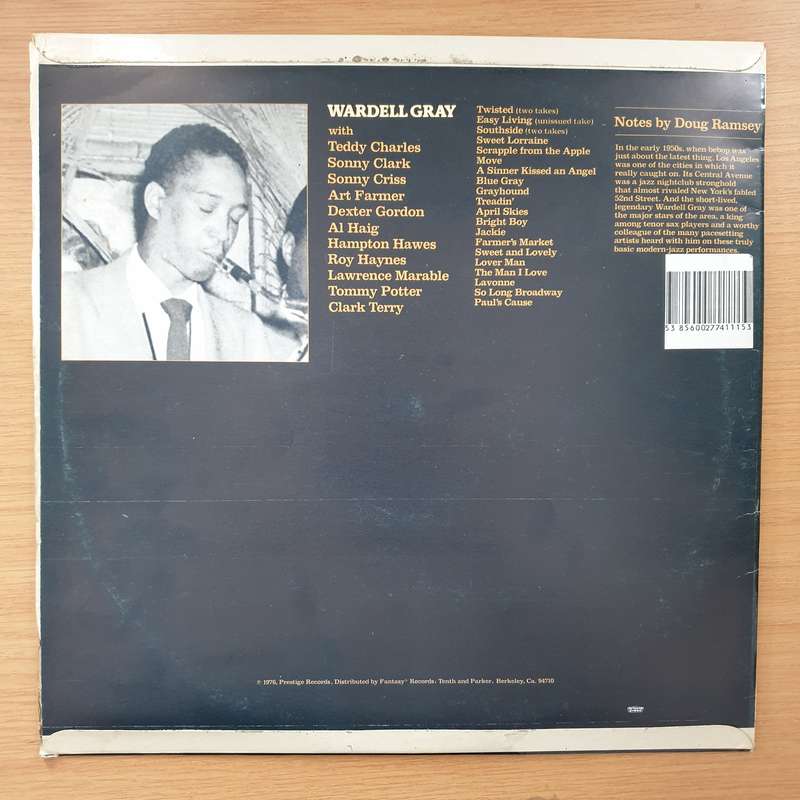 WARDELL GRAY
with
Teddy Charles
Sonny Clark
Sonny Criss
Art Farmer
Dexter Gordon
Al Haig
Hampton Hawes
Roy Haynes
Lawrence Marable
Tommy Potter
Clark Terry
Twisted (two takes)
Easy Living (unissued take)
Southside (two takes)
Sweet Lorraine
Scrapple from the Apple
Move
A Sinner Kissed an Angel
Blue Gray
Grayhound
Treadin'
April Skies
Bright Boy
Jackie
Farmer's Market
Sweet and Lovely
Lover Man
The Man I Love
Lavonne
So Long Broadway
Paul's Cause
Notes by Doug Ramsey
In the early 1950s, when bebop was
just about the latest thing, Los Angeles
was one of the cities in which it
really caught on. Its Central Avenue
was a jazz nightclub stronghold
that almost rivaled New York's fabled
52nd Street. And the short-lived,
legendary Wardell Gray was one of
the major stars of the area, a king
among tenor sax players and a worthy
colleague of the many pacesetting
artists heard with him on these truly
basic modern-jazz performances.
53 85600277411153
℗ 1976, Prestige Records. Distributed by Fantasy® Records. Tenth and Parker, Berkeley, Ca. 94710